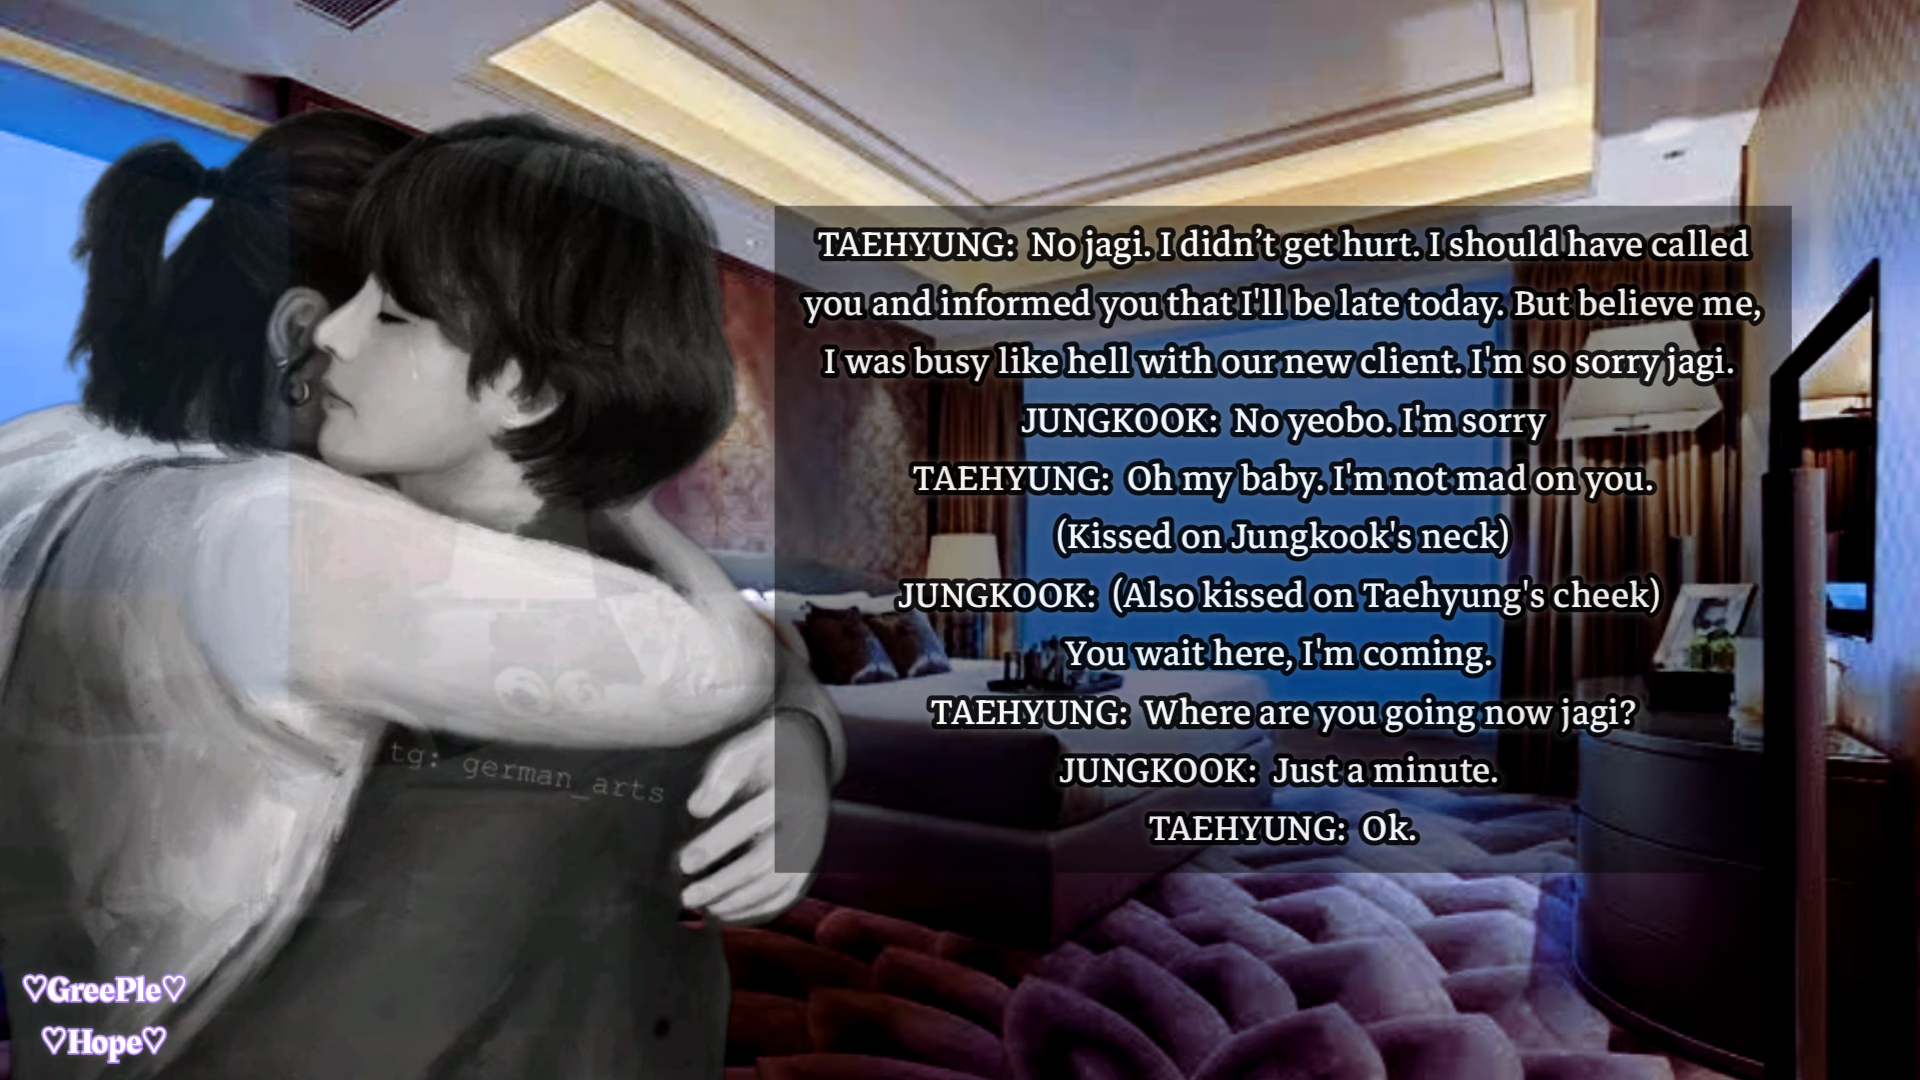 TAEHYUNG: No jagi. I didn’t get hurt. I should have called
you and informed you that I'll be late today. But believe me,
I was busy like hell with our new client. I'm so sorry jagi.
JUNGKOOK: No yeobo. I'm sorry
TAEHYUNG: Oh my baby. I'm not mad on you.
(Kissed on Jungkook's neck)
JUNGKOOK: (Also kissed on Taehyung's cheek)
You wait here, I'm coming.
TAEHYUNG: Where are you going now jagi?
JUNGKOOK: Just a minute.
TAEHYUNG: Ok.
tg: german_arts
♡GreePle♡
♡Hope♡